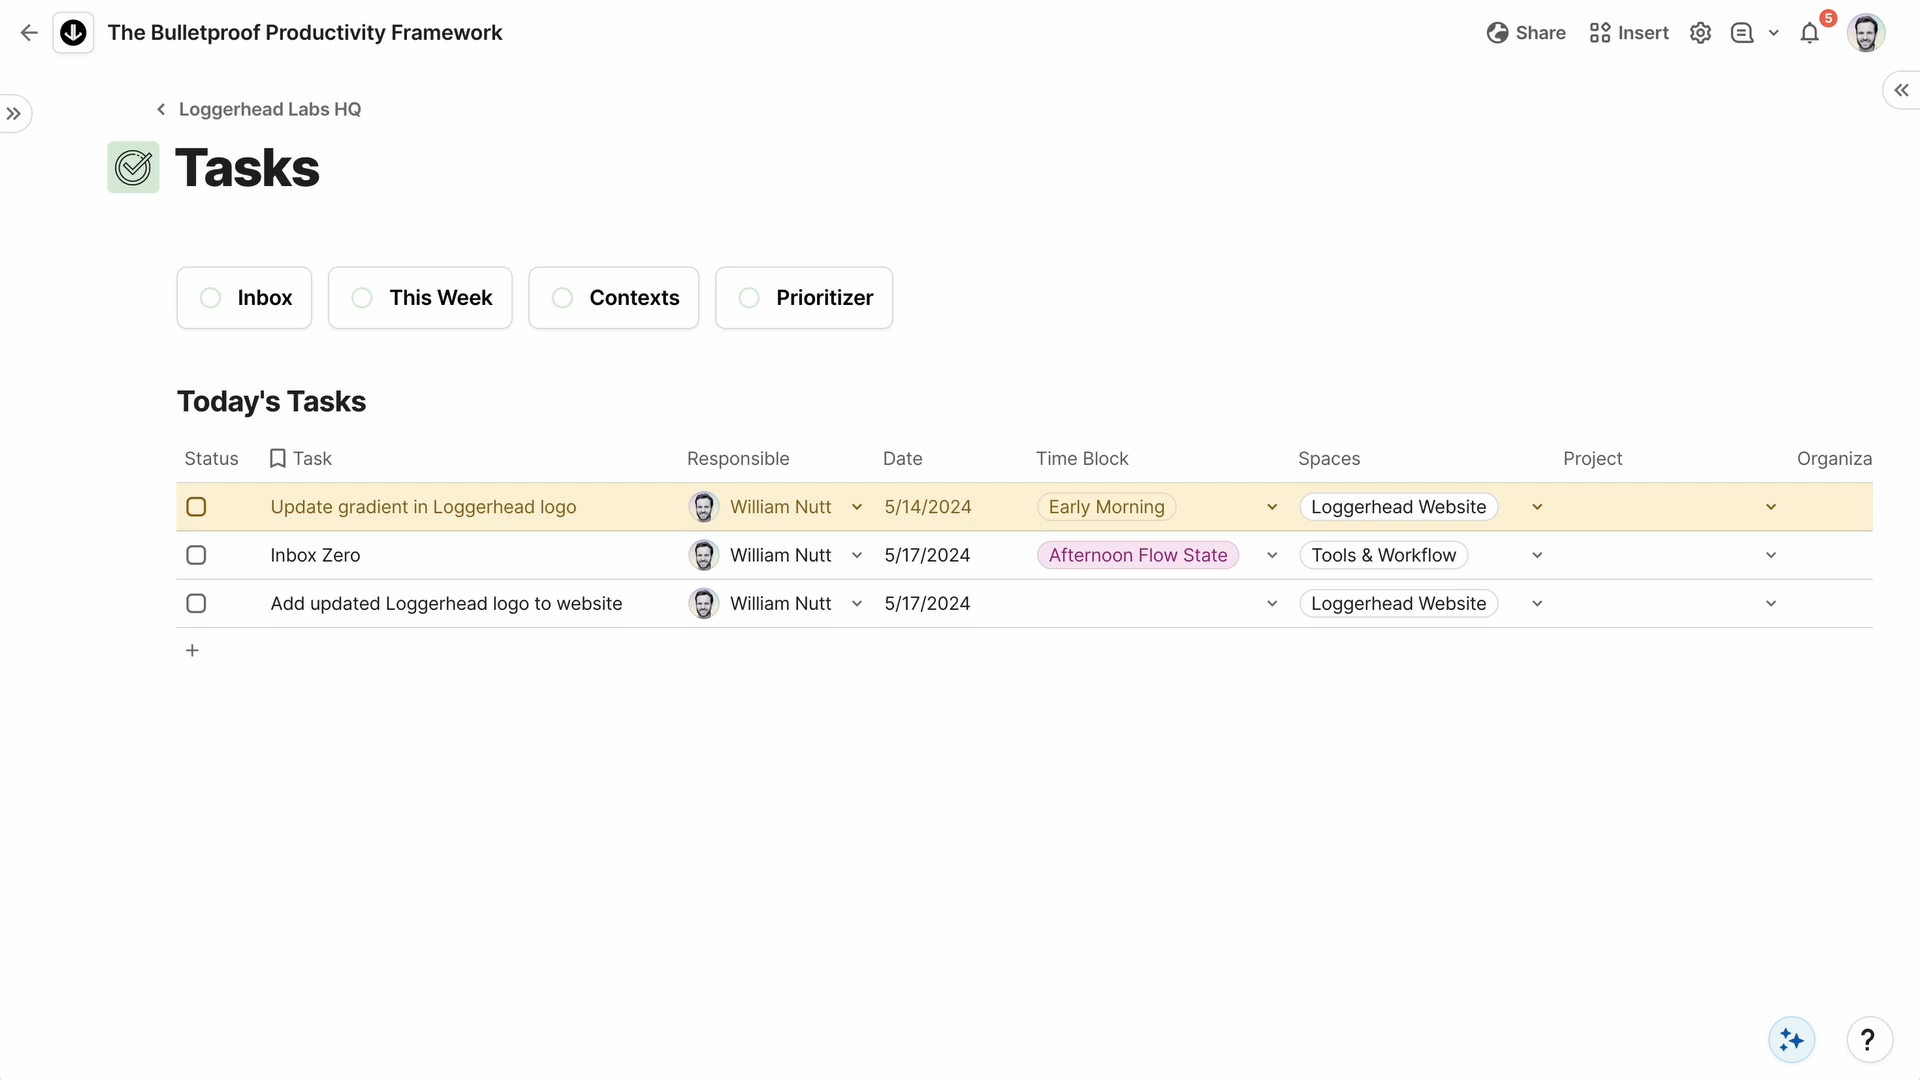 The Bulletproof Productivity Framework
Share Insert 5
Loggerhead Labs HQ
Tasks
Inbox This Week Contexts Prioritizer
Today's Tasks
Status Task Responsible Date Time Block Spaces Project Organiza
Update gradient in Loggerhead logo William Nutt 5/14/2024 Early Morning Loggerhead Website
Inbox Zero William Nutt 5/17/2024 Afternoon Flow State Tools & Workflow
Add updated Loggerhead logo to website William Nutt 5/17/2024 Loggerhead Website
+
?